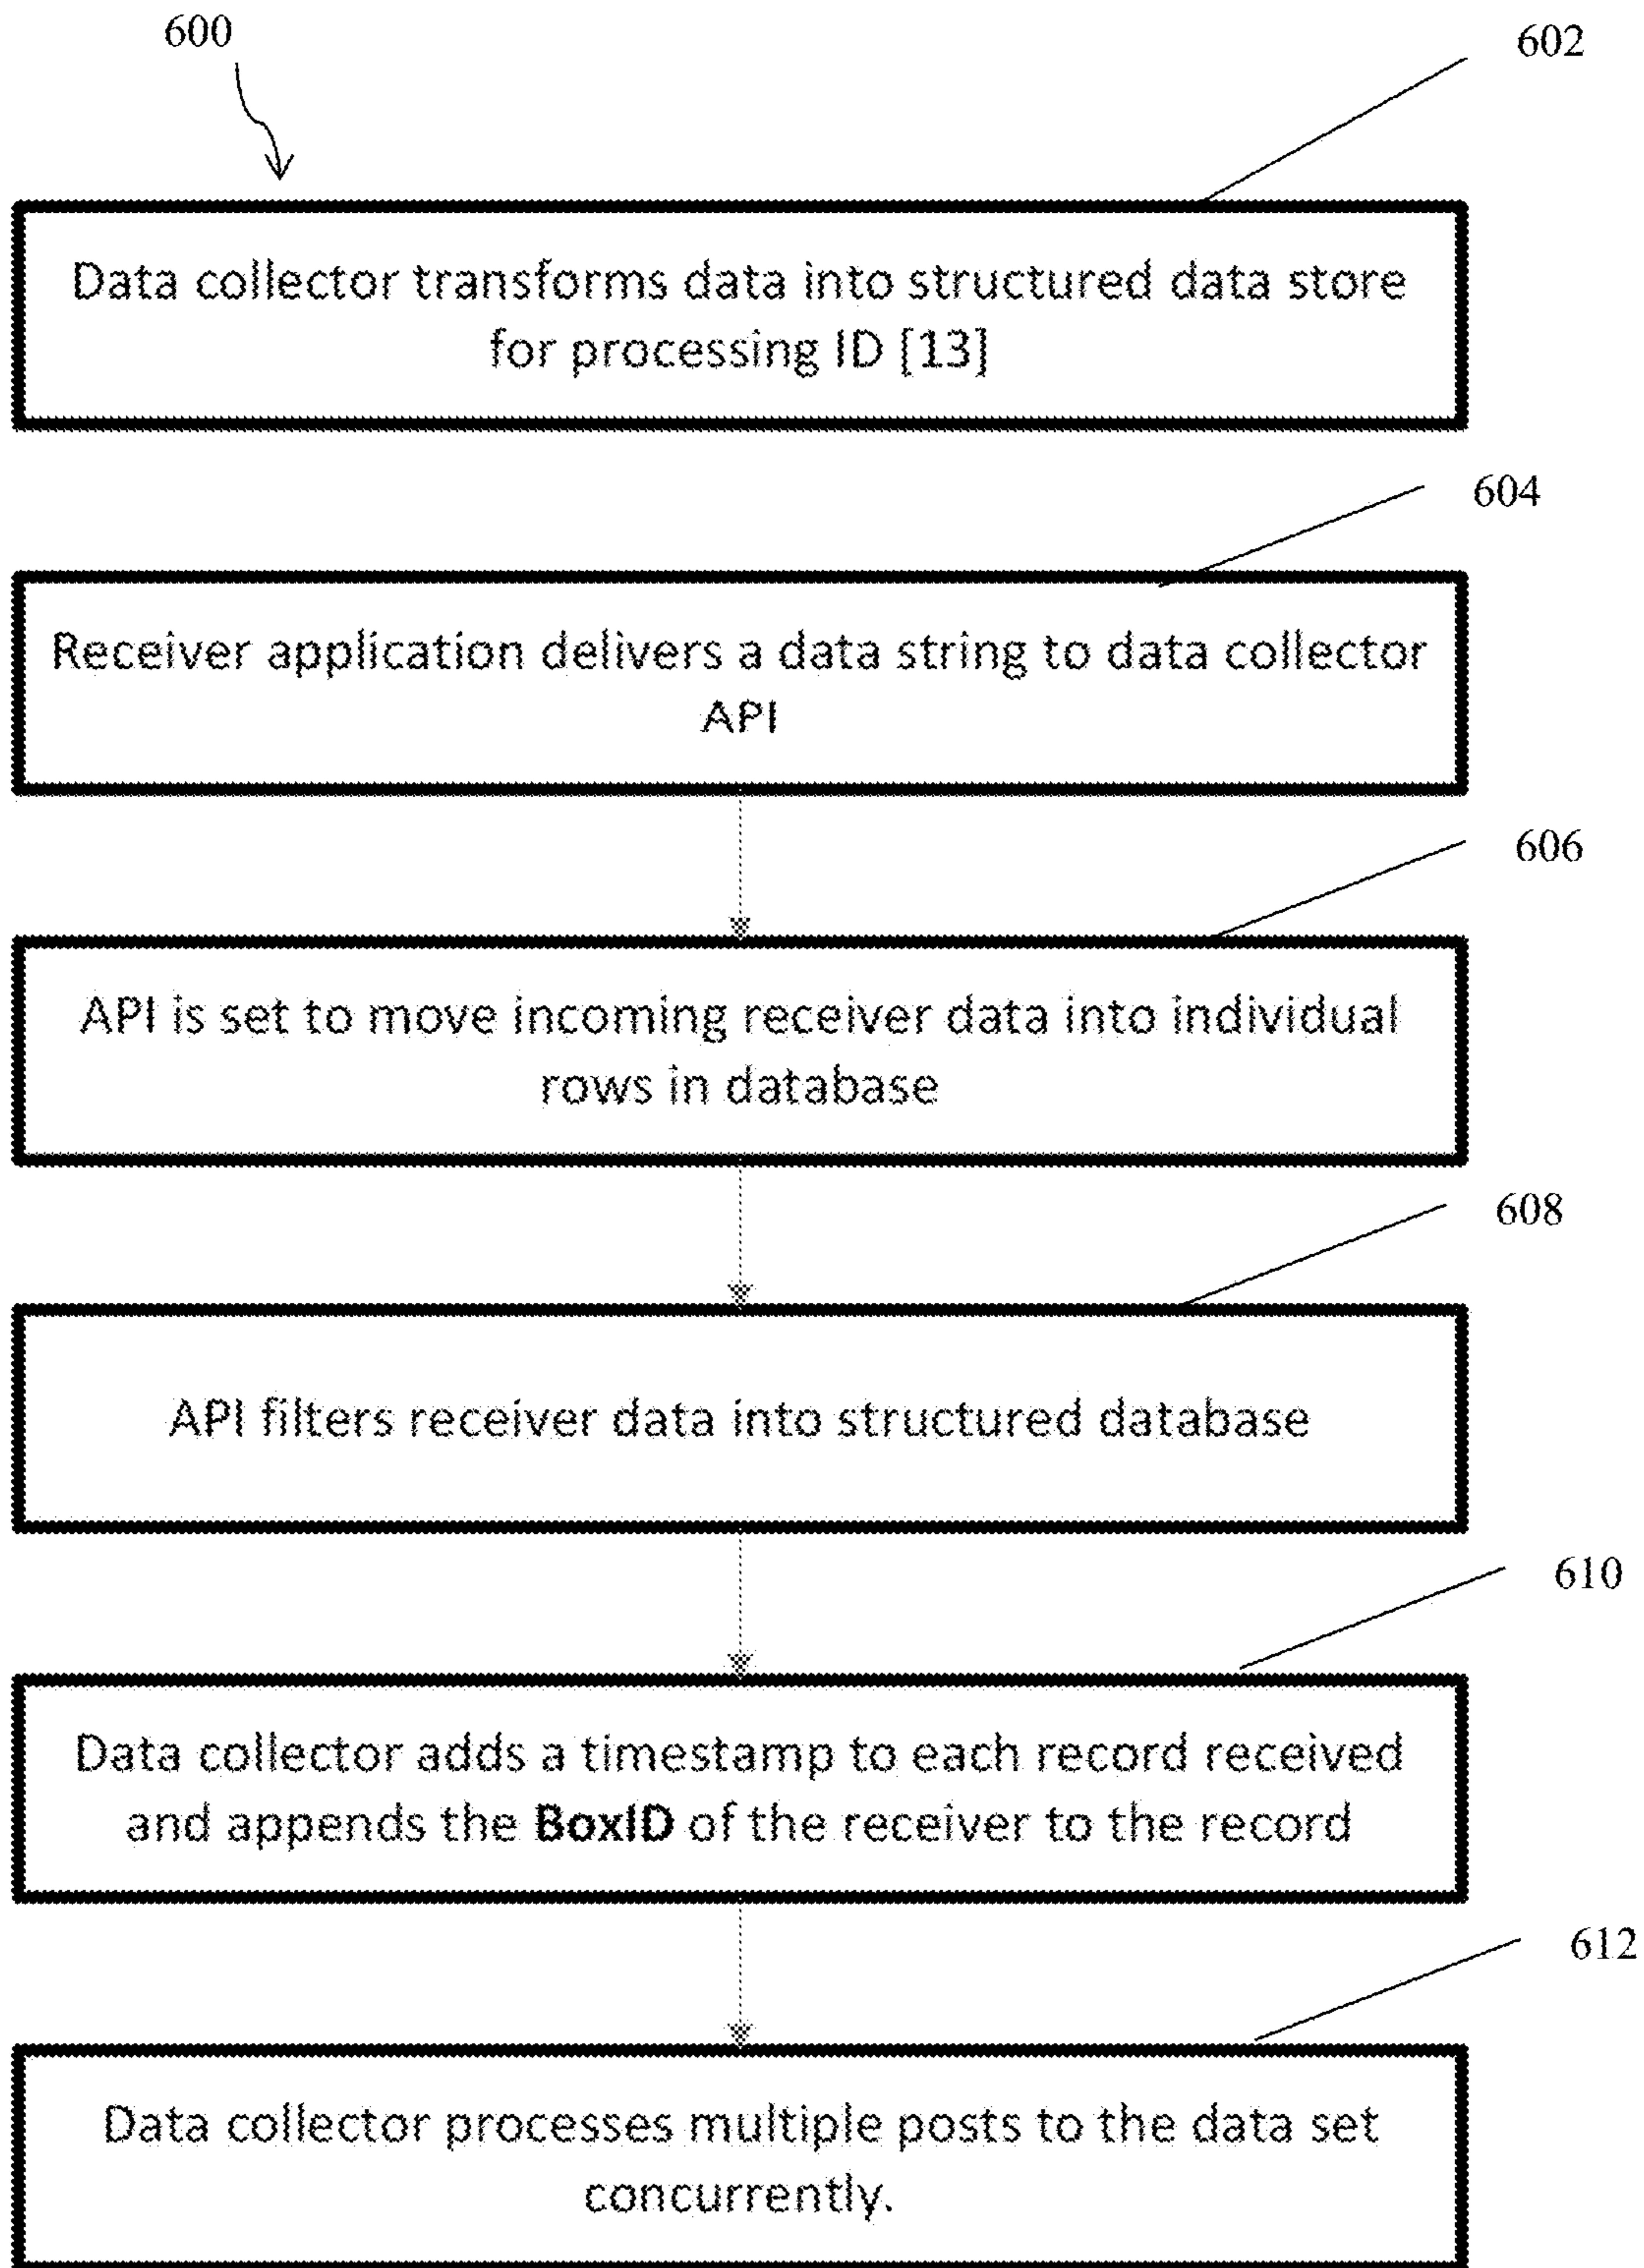 600
602
Data collector transforms data into structured data store
for processing ID [13]
604
Receiver application delivers a data string to data collector
API
606
API is set to move incoming receiver data into individual
rows in database
608
API filters receiver data into structured database
610
Data collector adds a timestamp to each record received
and appends the BoxID of the receiver to the record
612
Data collector processes multiple posts to the data set
concurrently.